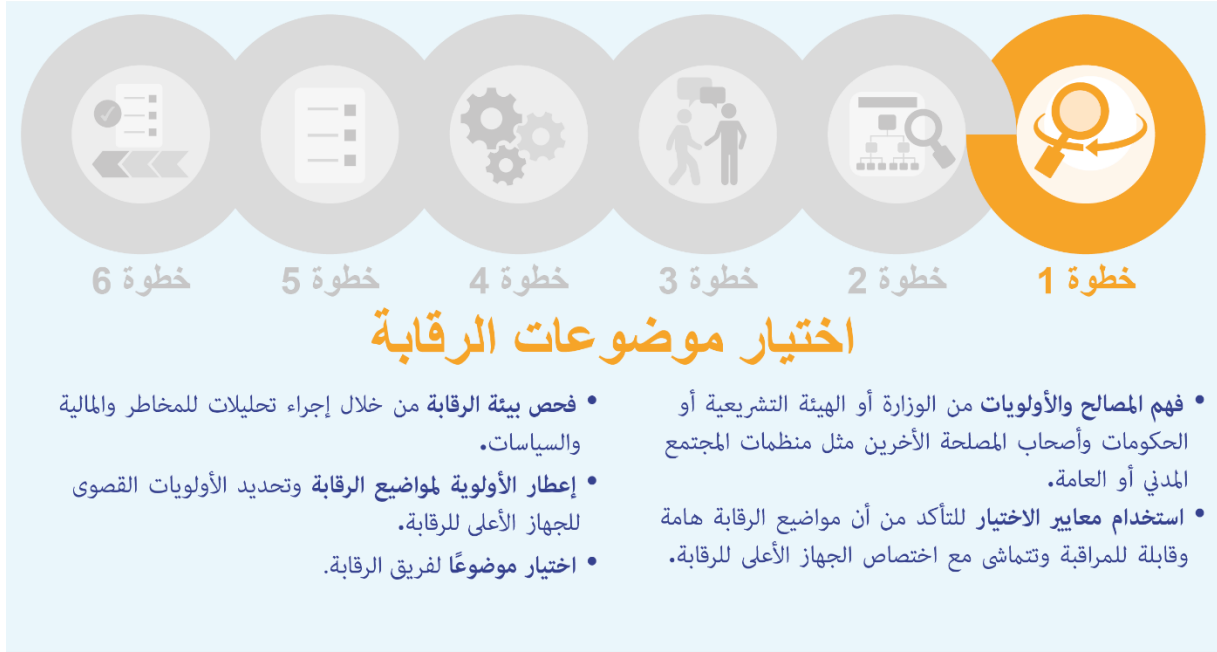 خطوة 1
خطوة 2
خطوة 3
خطوة 4
خطوة 5
خطوة 6
اختيار موضوعات الرقابة
• فهم المصالح والأولويات من الوزارة أو الهيئة التشريعية أو
الحكومات وأصحاب المصلحة الأخرين مثل منظمات المجتمع
المدني أو العامة.
• استخدام معايير الاختيار للتأكد من أن مواضيع الرقابة هامة
وقابلة للمراقبة وتتماشى مع اختصاص الجهاز الأعلى للرقابة.
• فحص بيئة الرقابة من خلال إجراء تحليلات للمخاطر والمالية
والسياسات.
• إعطار الأولوية لمواضيع الرقابة وتحديد الأولويات القصوى
للجهاز الأعلى للرقابة.
• اختيار موضوعًا لفريق الرقابة.